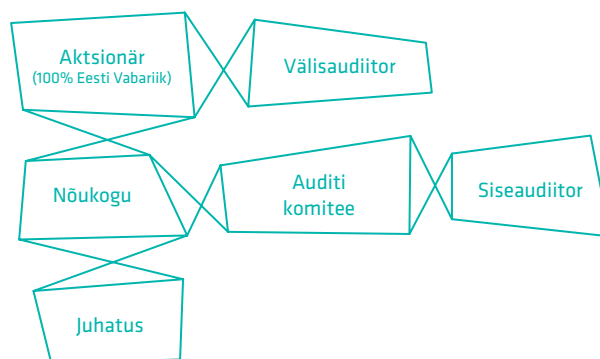 Aktsionär
(100% Eesti Vabariik)
Välisaudiitor
Nõukogu
Auditi
komitee
Siseaudiitor
Juhatus